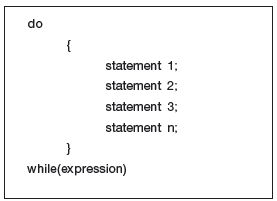 do
{
statement 1;
statement 2;
statement 3;
statement n;
}
while(expression)